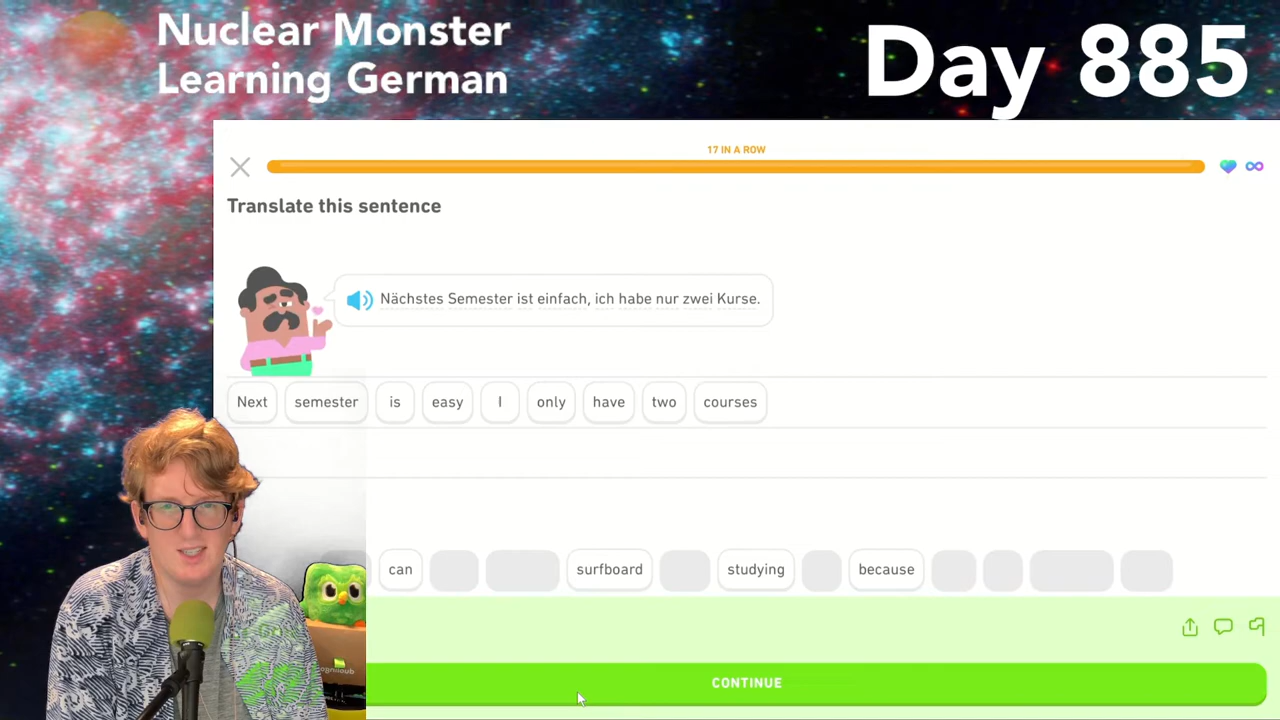 Nuclear Monster
Learning German
Day 885
17 IN A ROW
Translate this sentence
Nächstes Semester ist einfach, ich habe nur zwei Kurse.
Next semester is easy I only have two courses
can surfboard studying because
CONTINUE